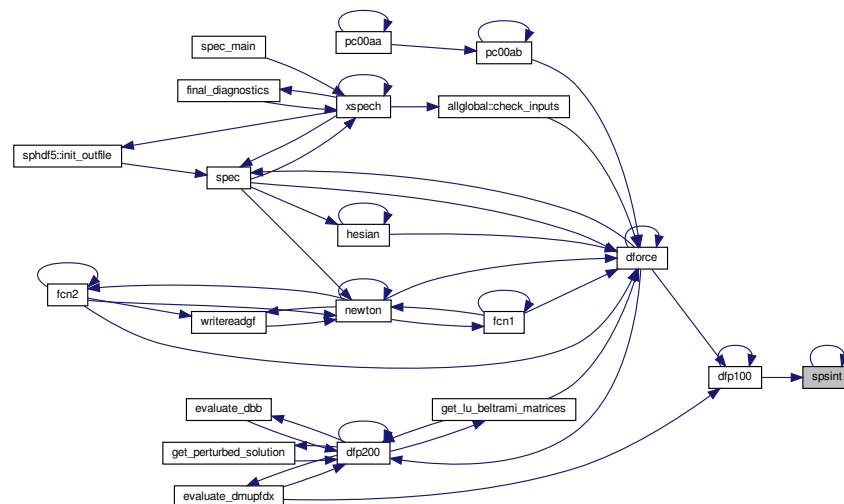 pc00aa
pc00ab
spec_main
final_diagnostics
xspech
allglobal::check_inputs
sphdf5::init_outfile
spec
hesian
dforce
fcn2
newton
writereadgf
fcn1
dfp100
spsint
evaluate_dbb
get_lu_beltrami_matrices
get_perturbed_solution
dfp200
evaluate_dmupfdx